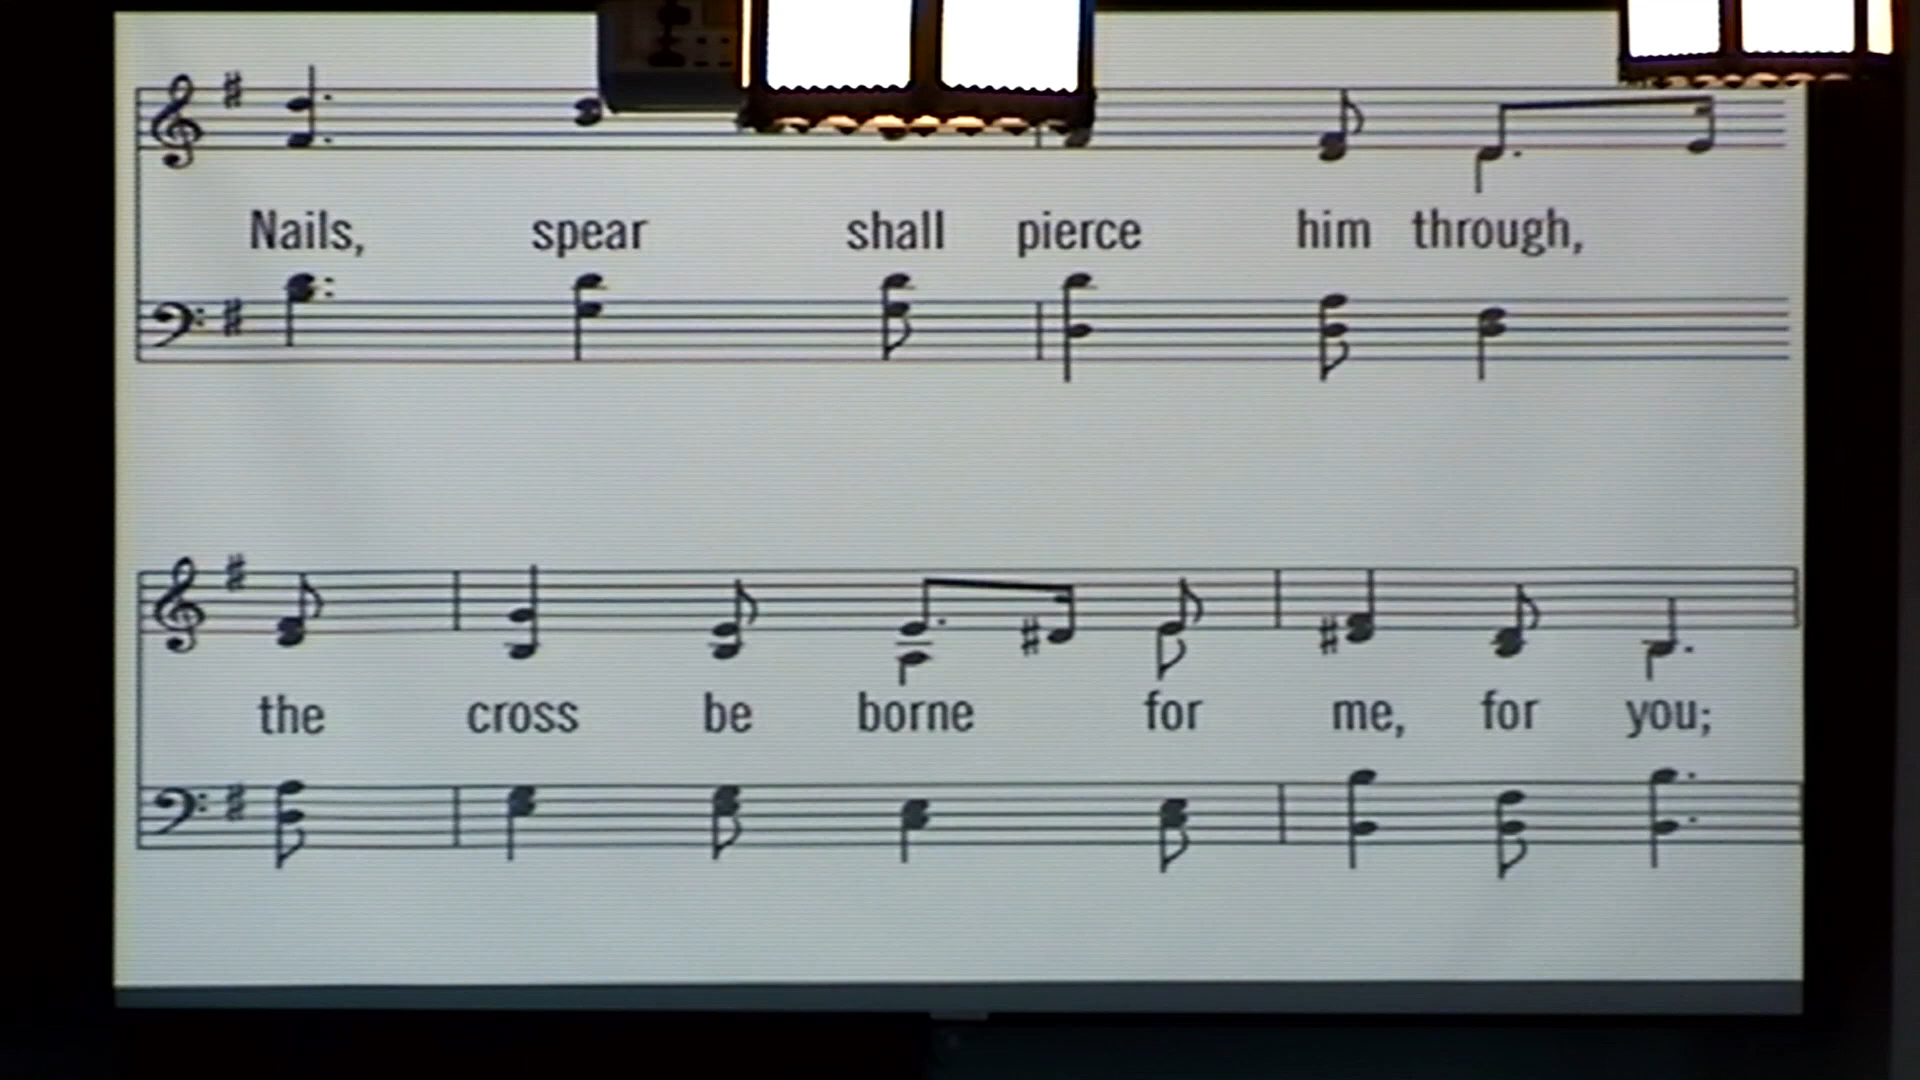 Nails, spear shall pierce him through,
the cross be borne for me, for you;